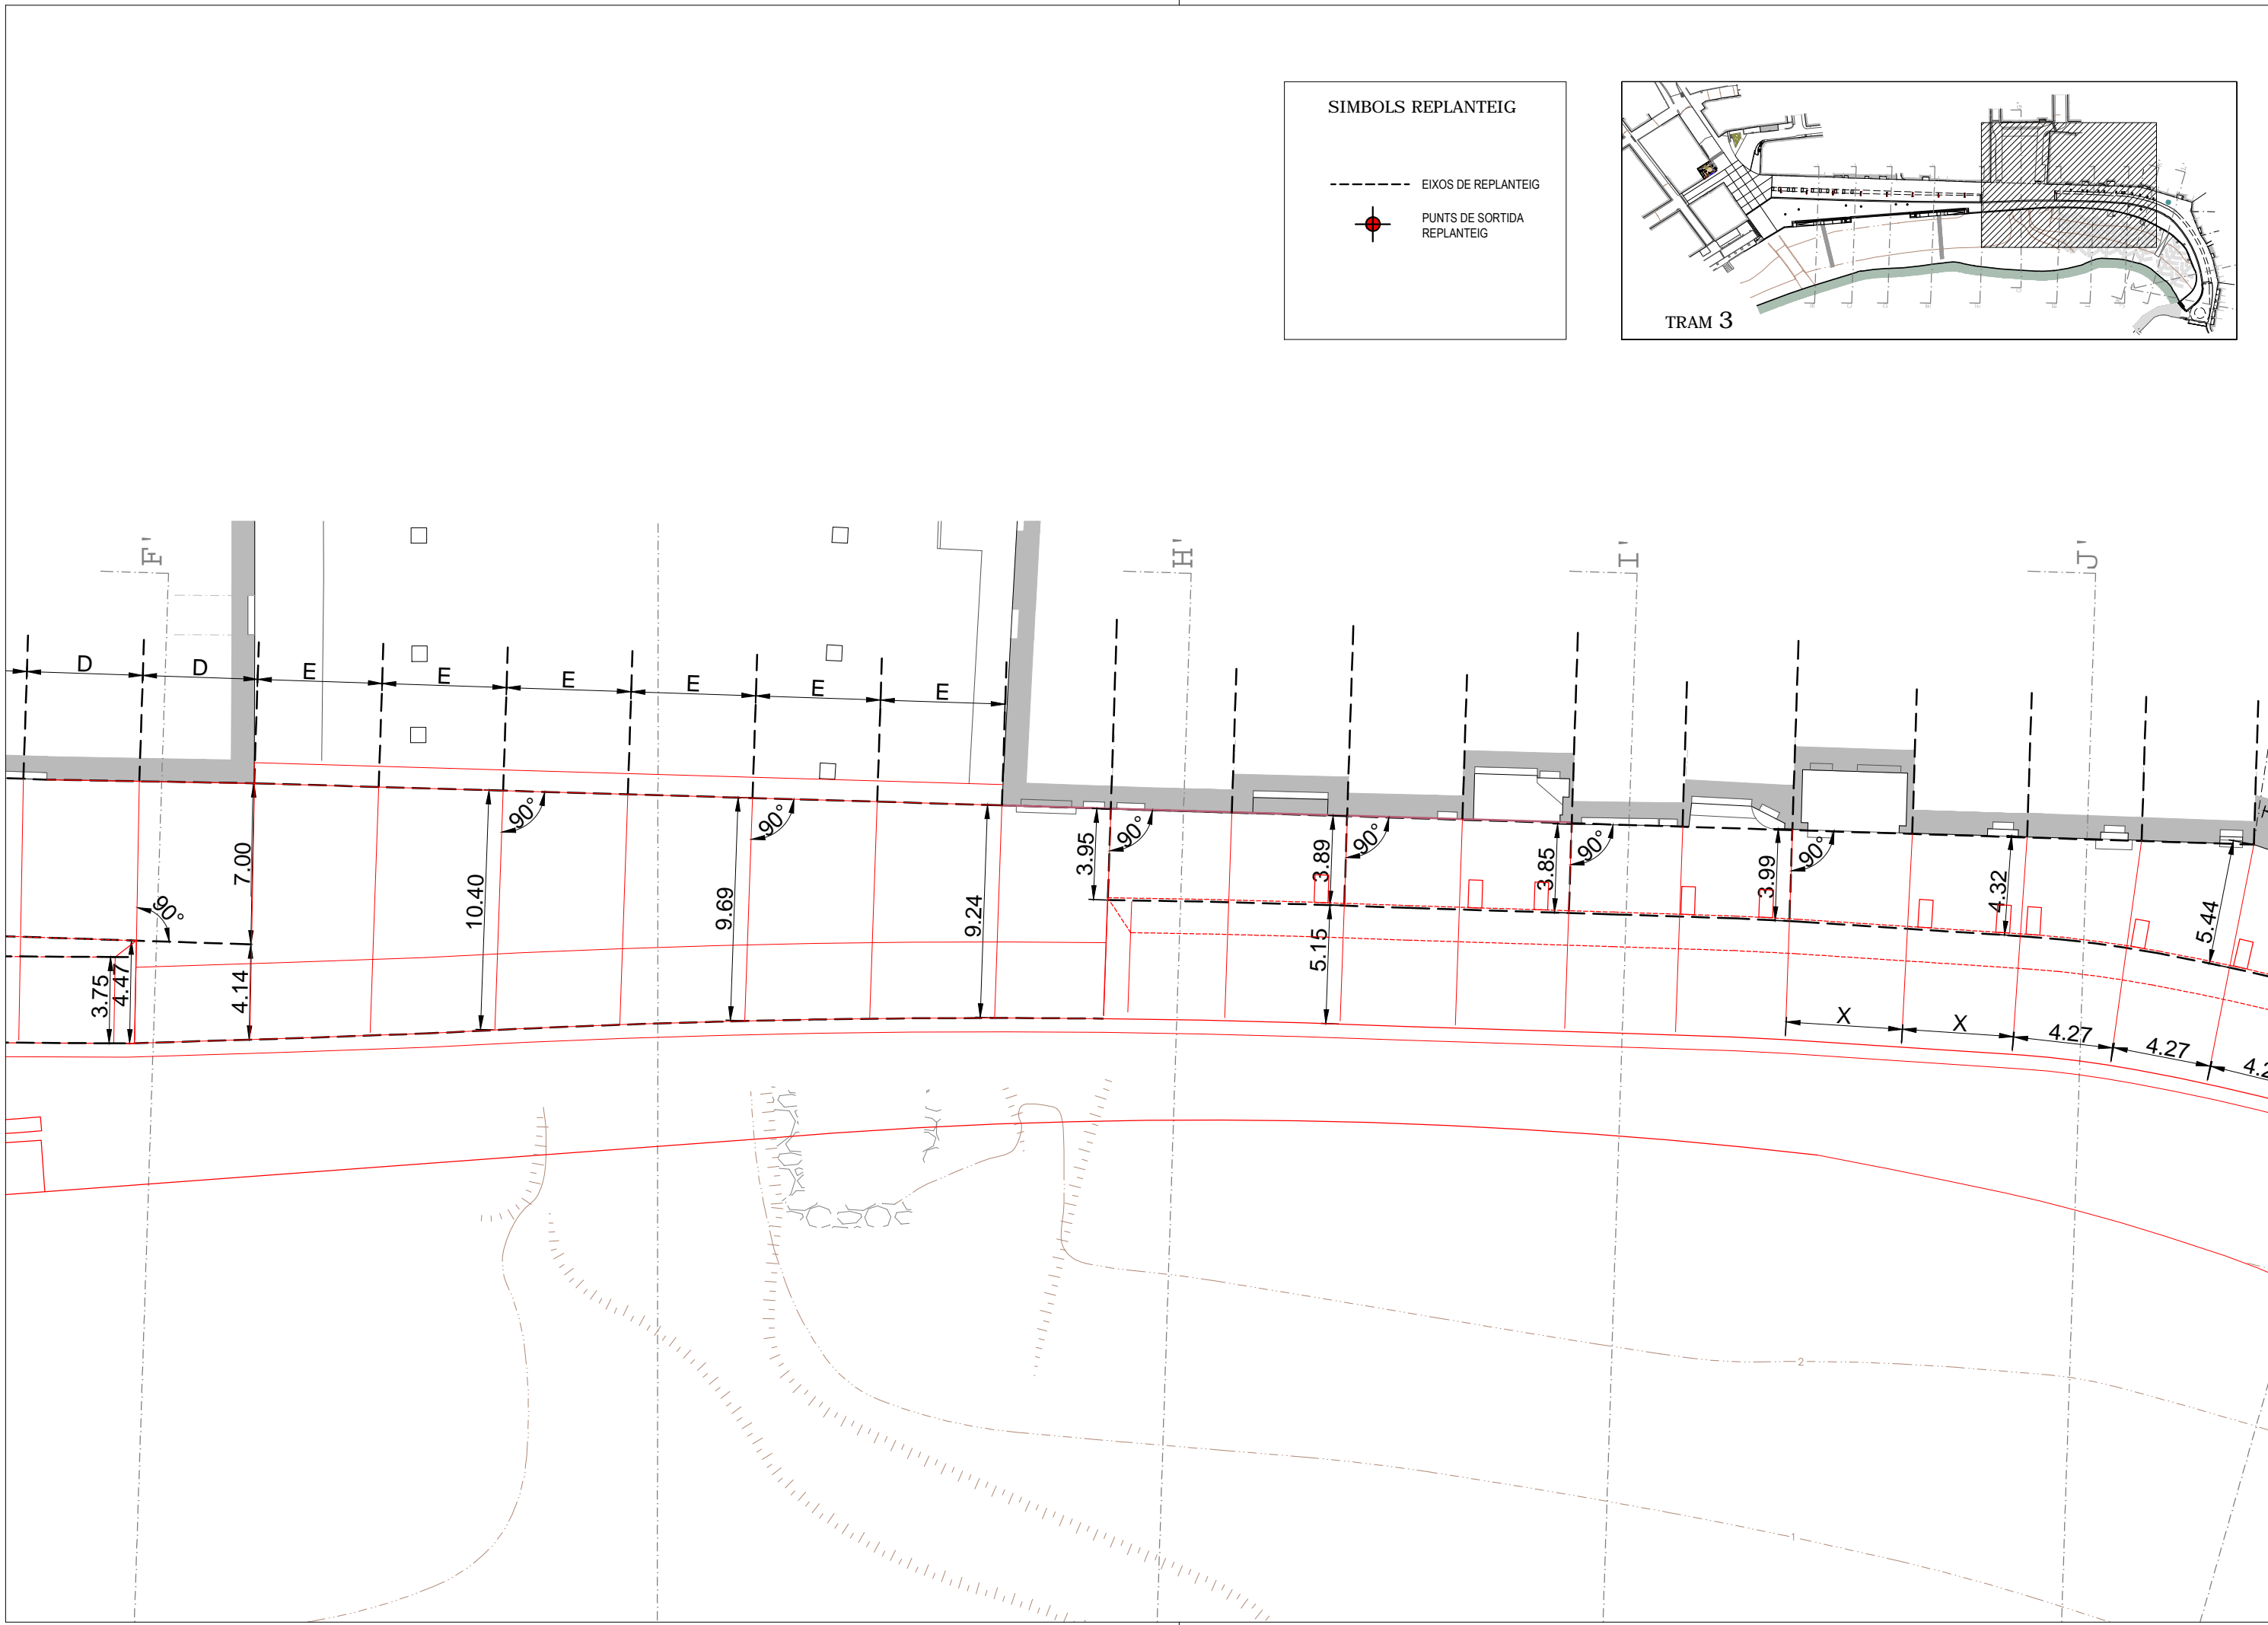 SIMBOLS REPLANTEIG
EIXOS DE REPLANTEIG
PUNTS DE SORTIDA
REPLANTEIG
TRAM 3
F'
H'
I'
J'
D
D
E
E
E
E
E
E
7.00
90°
3.75
4.47
4.14
10.40
90°
9.69
90°
9.24
3.95
90°
3.89
90°
5.15
3.85
90°
3.99
90°
4.32
5.44
X
X
4.27
4.27
2
1